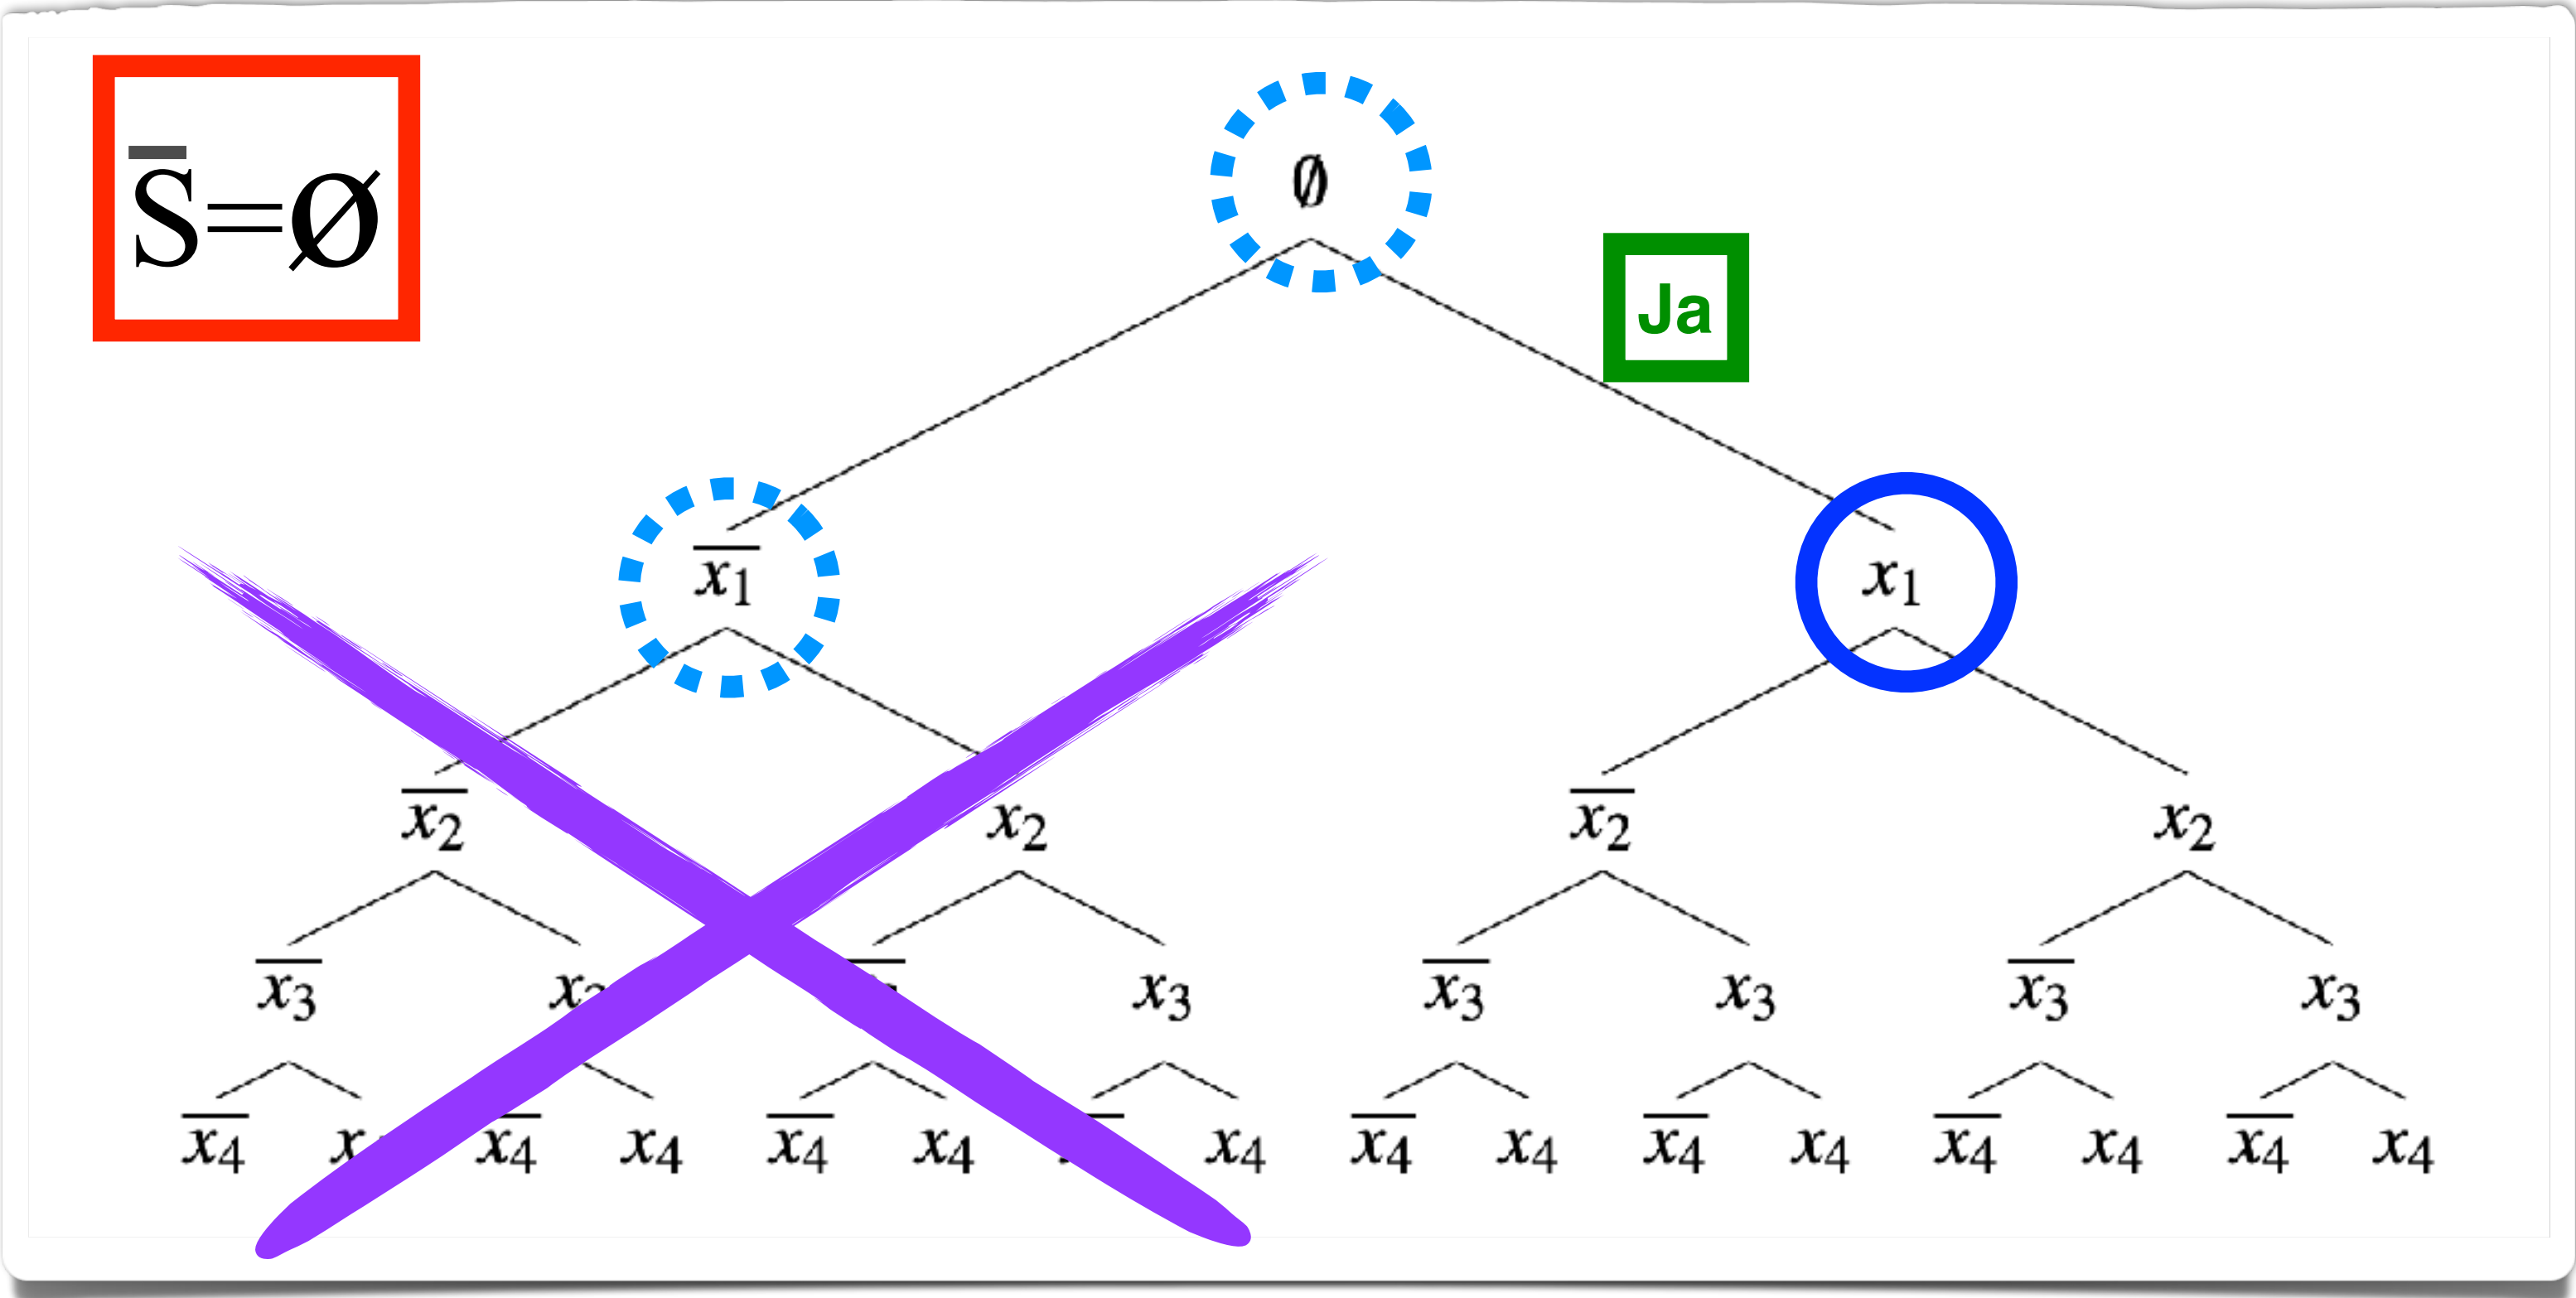 S̅=Ø
∅
Ja
x̅₁ x₁
x̅₂ x₂ x̅₂ x₂
x̅₃ x₃ x̅₃ x₃ x̅₃ x₃
x̅₄ x̅₄ x₄ x̅₄ x₄ x₄ x̅₄ x₄ x̅₄ x₄ x̅₄ x₄ x̅₄ x₄